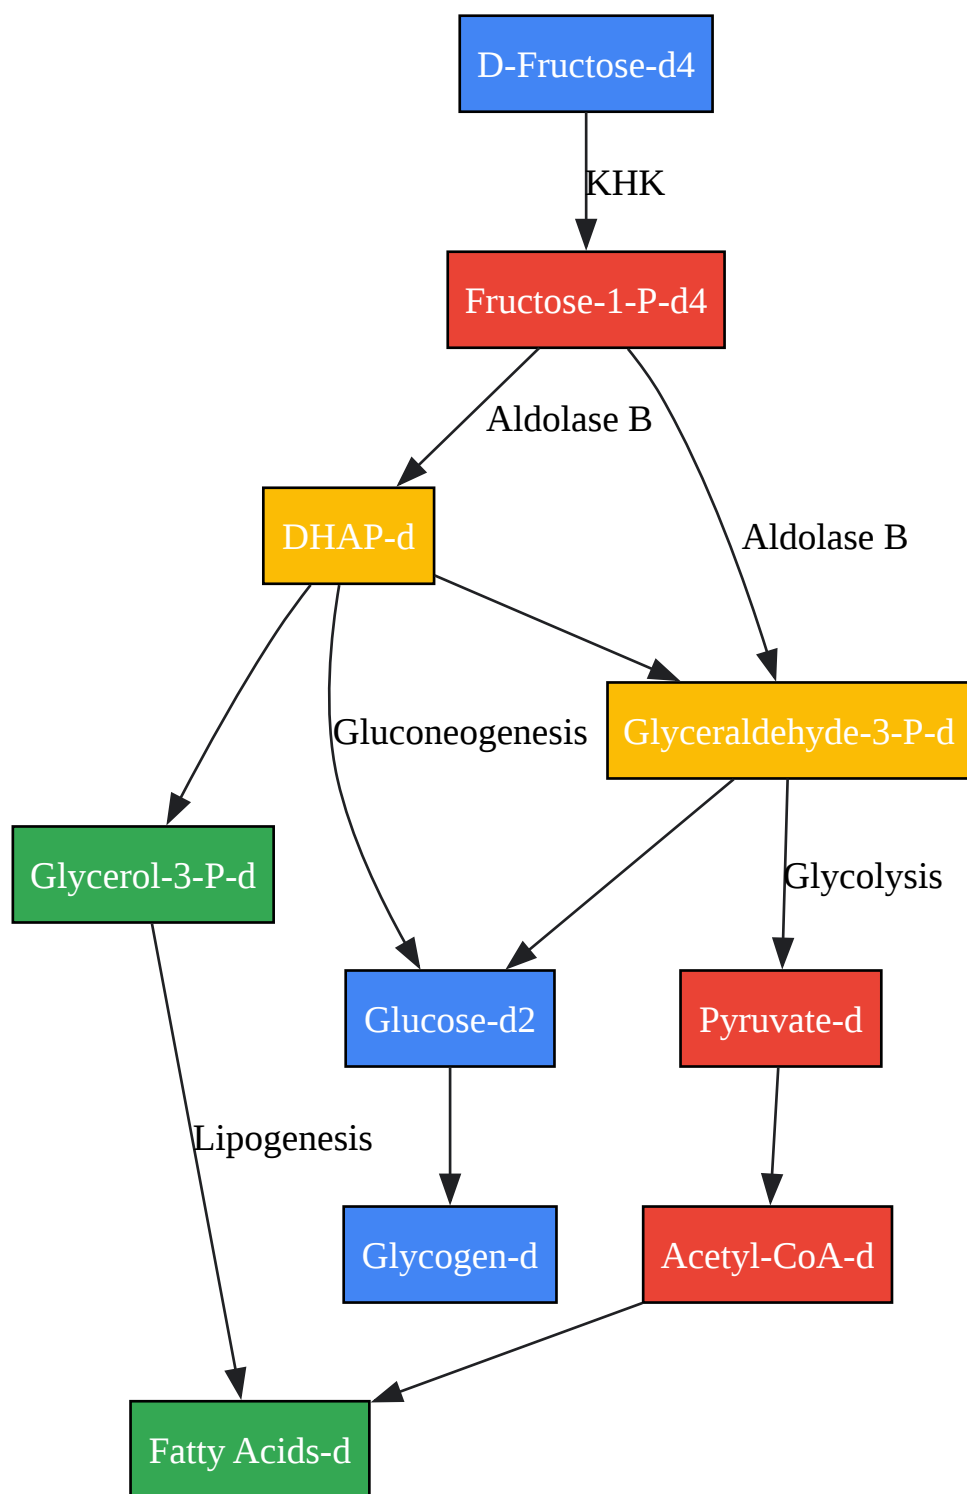 D-Fructose-d4
KHK
Fructose-1-P-d4
Aldolase B
DHAP-d
Aldolase B
Gluconeogenesis
Glyceraldehyde-3-P-d
Glycerol-3-P-d
Glycolysis
Glucose-d2
Pyruvate-d
Lipogenesis
Glycogen-d
Acetyl-CoA-d
Fatty Acids-d